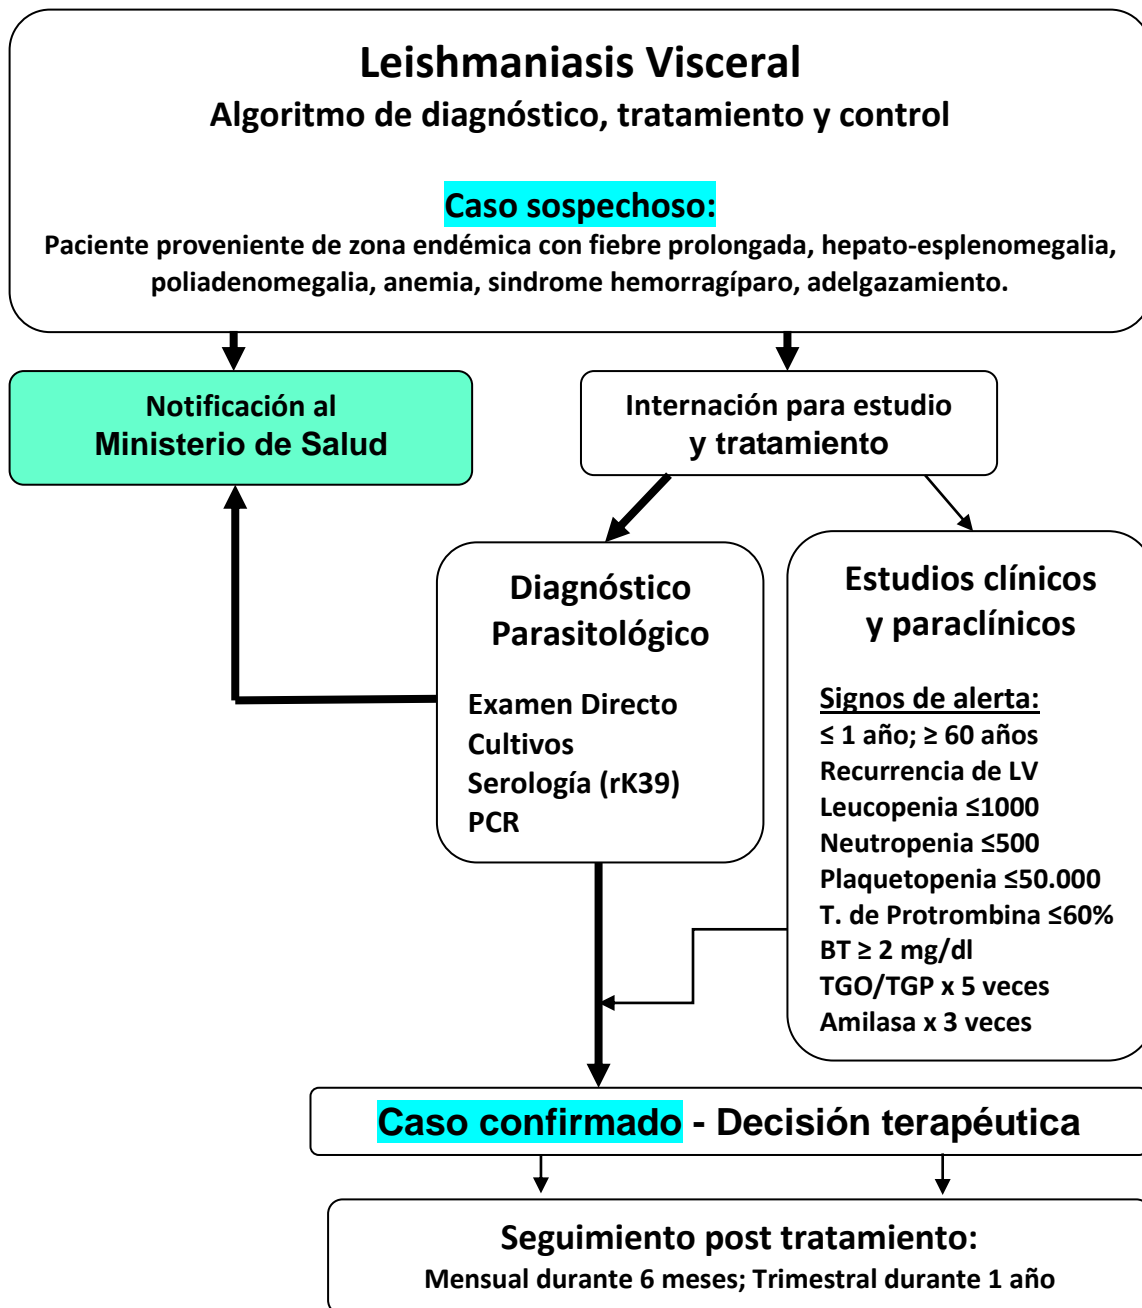 Leishmaniasis Visceral
Algoritmo de diagnóstico, tratamiento y control
Caso sospechoso:
Paciente proveniente de zona endémica con fiebre prolongada, hepato-esplenomegalia,
poliadenomegalia, anemia, sindrome hemorragíparo, adelgazamiento.
Notificación al
Ministerio de Salud
Internación para estudio
y tratamiento
Diagnóstico
Parasitológico
Examen Directo
Cultivos
Serología (rK39)
PCR
Estudios clínicos
y paraclínicos
Signos de alerta:
≤ 1 año; ≥ 60 años
Recurrencia de LV
Leucopenia ≤1000
Neutropenia ≤500
Plaquetopenia ≤50.000
T. de Protrombina ≤60%
BT ≥ 2 mg/dl
TGO/TGP x 5 veces
Amilasa x 3 veces
Caso confirmado - Decisión terapéutica
Seguimiento post tratamiento:
Mensual durante 6 meses; Trimestral durante 1 año